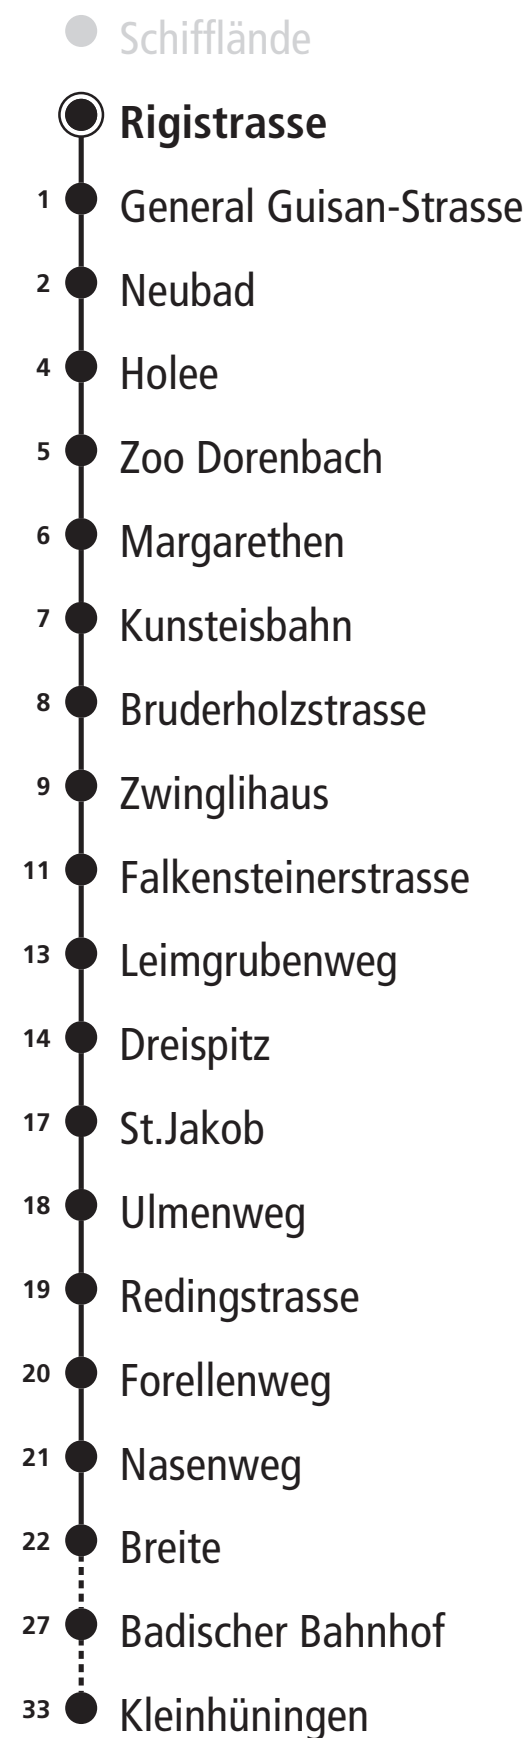 Schifflände
Rigistrasse
1 General Guisan-Strasse
2 Neubad
4 Holee
5 Zoo Dorenbach
6 Margarethen
7 Kunsteisbahn
8 Bruderholzstrasse
9 Zwinglihaus
11 Falkensteinerstrasse
13 Leimgrubenweg
14 Dreispitz
17 St.Jakob
18 Ulmenweg
19 Redingstrasse
20 Forellenweg
21 Nasenweg
22 Breite
27 Badischer Bahnhof
33 Kleinhüningen